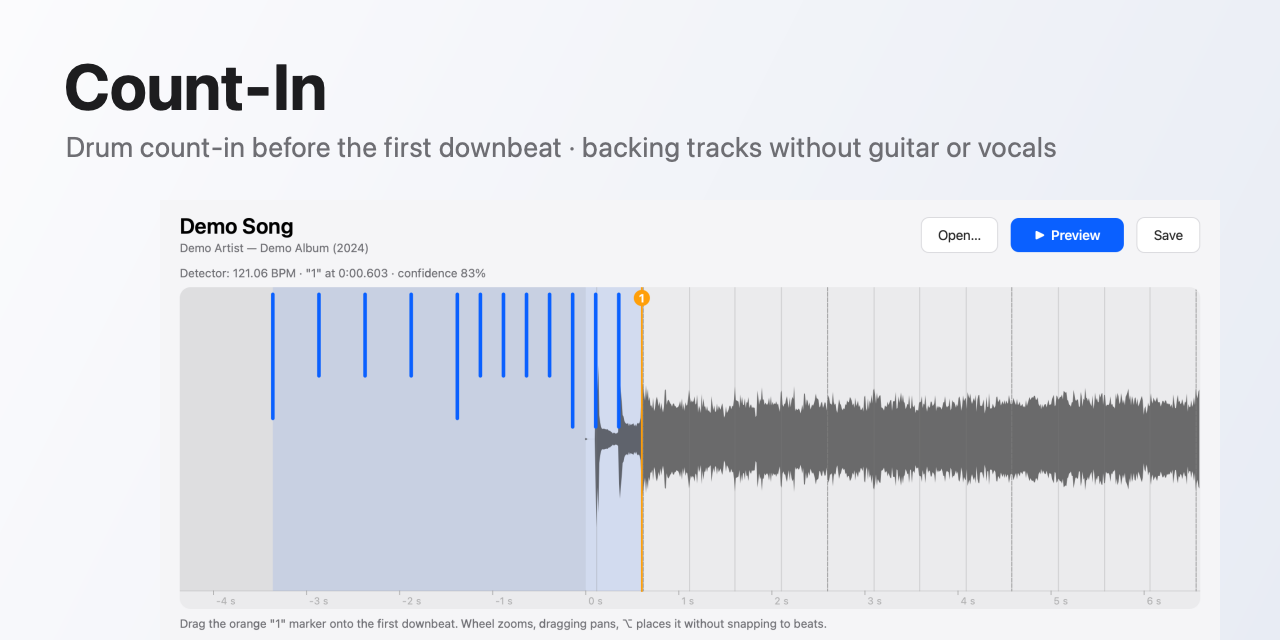 Count-In
Drum count-in before the first downbeat · backing tracks without guitar or vocals
Demo Song
Demo Artist — Demo Album (2024)
Open...
Preview
Save
Detector: 121.06 BPM · "1" at 0:00.603 · confidence 83%
1
-4 s -3 s -2 s -1 s 0 s 1 s 2 s 3 s 4 s 5 s 6 s
Drag the orange "1" marker onto the first downbeat. Wheel zooms, dragging pans, ⌥ places it without snapping to beats.